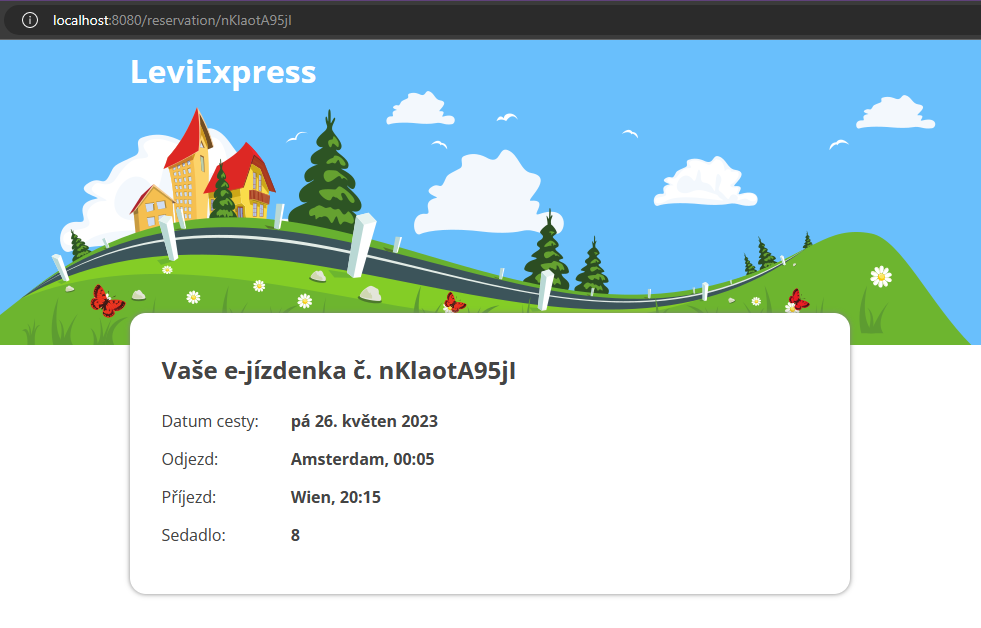 localhost:8080/reservation/nKlaotA95jI
LeviExpress
Vaše e-jízdenka č. nKlaotA95jI
Datum cesty: pá 26. květen 2023
Odjezd: Amsterdam, 00:05
Příjezd: Wien, 20:15
Sedadlo: 8